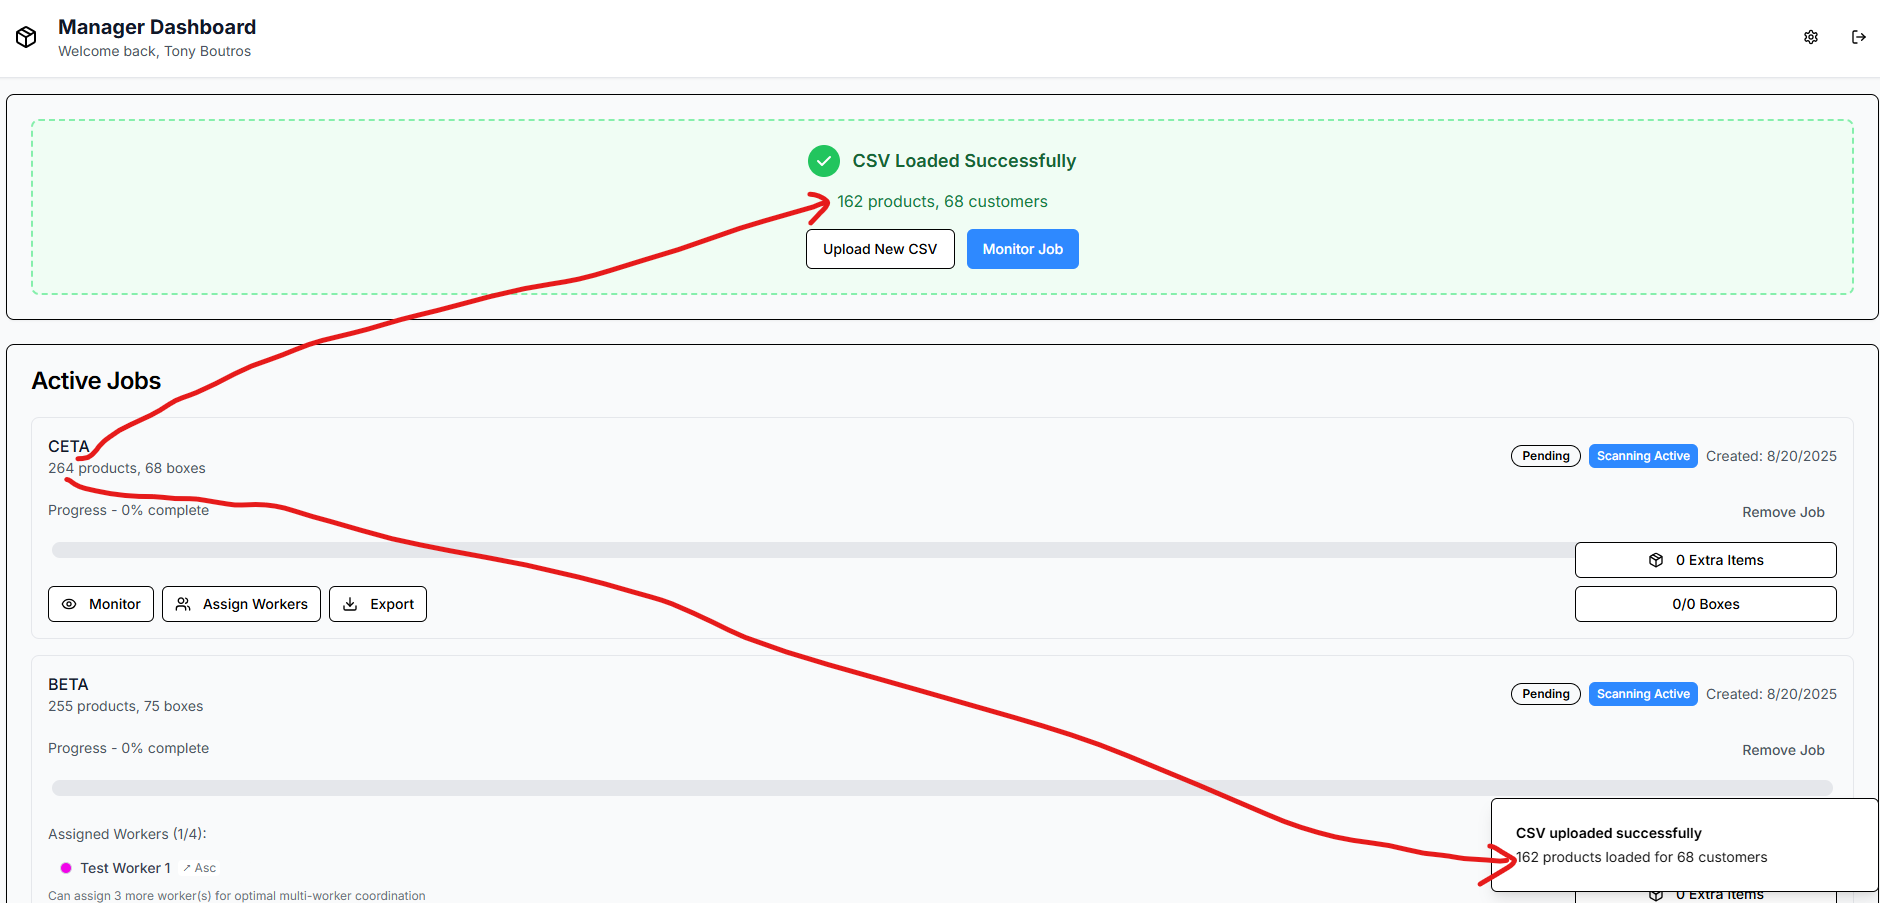 Manager Dashboard
Welcome back, Tony Boutros
CSV Loaded Successfully
162 products, 68 customers
Upload New CSV
Monitor Job
Active Jobs
CETA
264 products, 68 boxes
Pending
Scanning Active
Created: 8/20/2025
Progress - 0% complete
Remove Job
0 Extra Items
Monitor
Assign Workers
Export
0/0 Boxes
BETA
255 products, 75 boxes
Pending
Scanning Active
Created: 8/20/2025
Progress - 0% complete
Remove Job
Assigned Workers (1/4):
Test Worker 1
↗ Asc
Can assign 3 more worker(s) for optimal multi-worker coordination
CSV uploaded successfully
162 products loaded for 68 customers
0 Extra Items